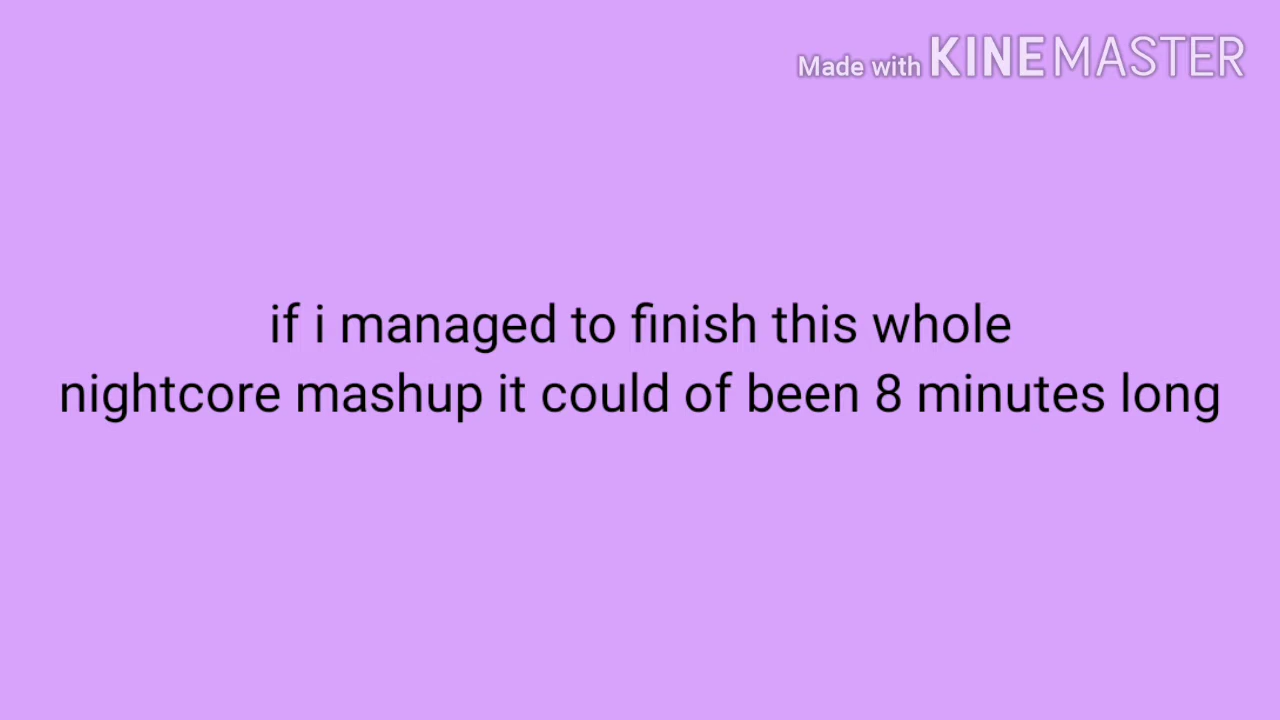 Made with KINEMASTER
if i managed to finish this whole
nightcore mashup it could of been 8 minutes long